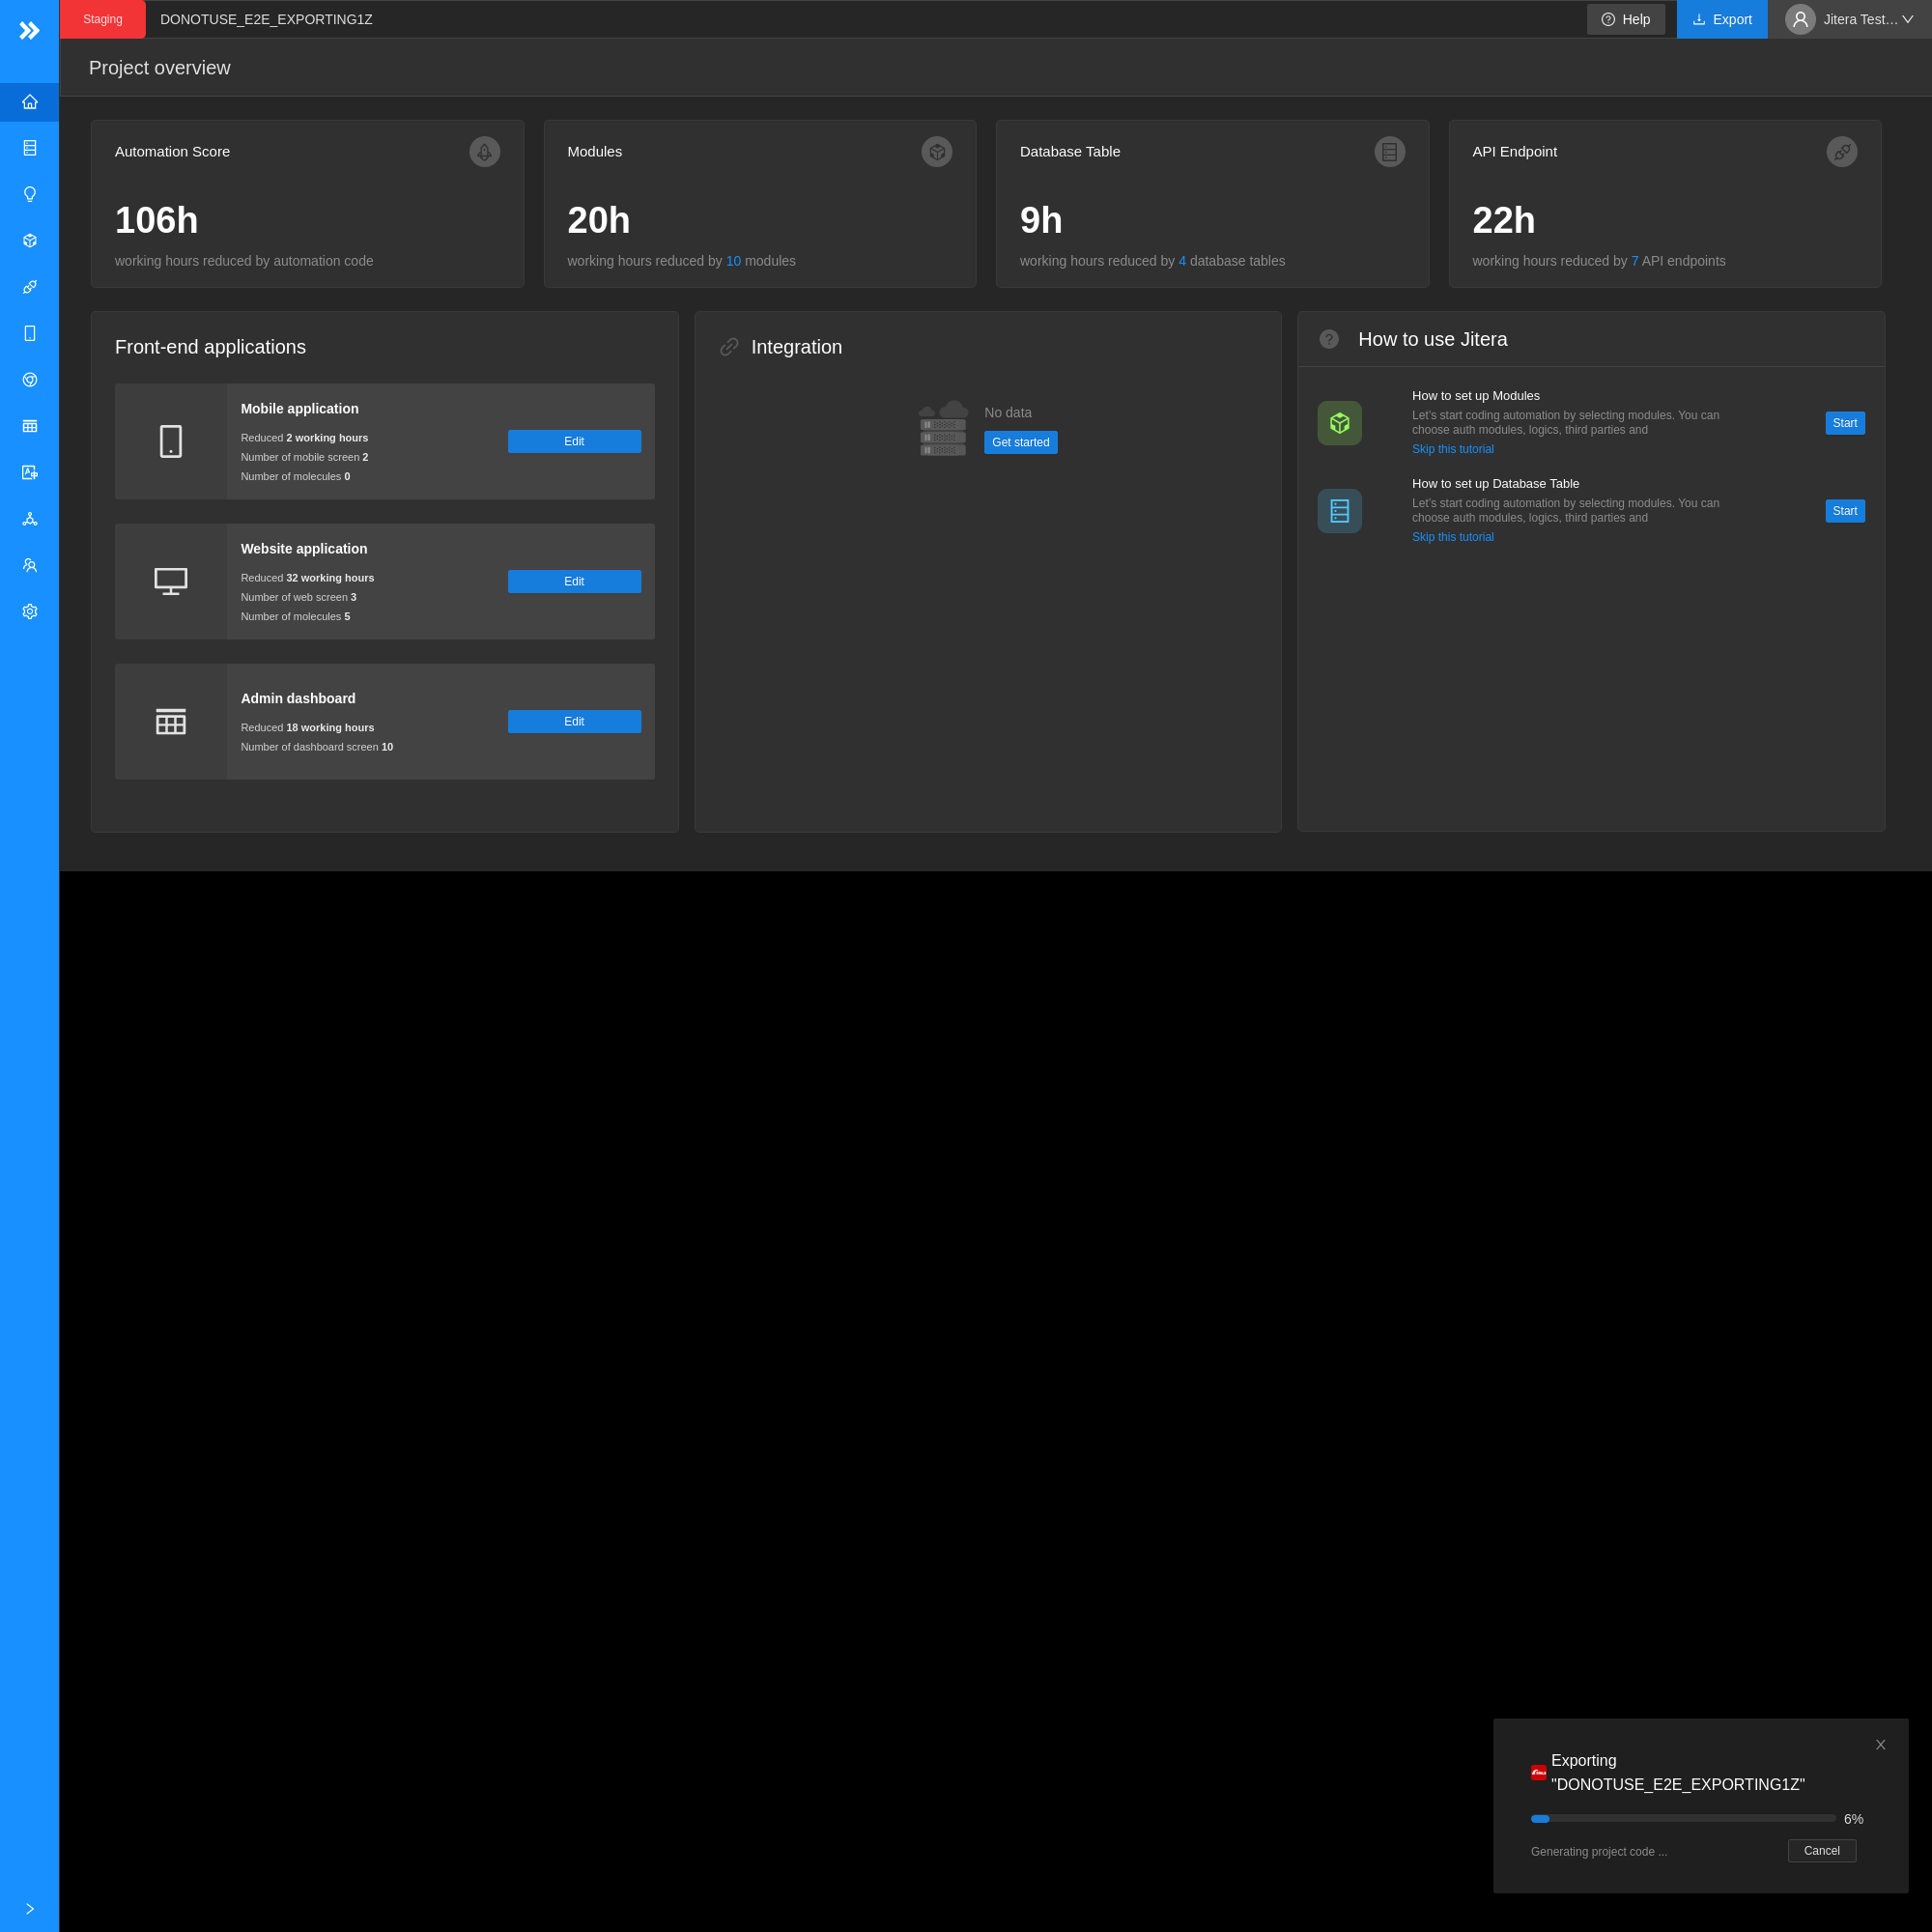 Staging
DONOTUSE_E2E_EXPORTING1Z
Help
Export
Jitera Test…
Project overview
Automation Score
106h
working hours reduced by automation code
Modules
20h
working hours reduced by 10 modules
Database Table
9h
working hours reduced by 4 database tables
API Endpoint
22h
working hours reduced by 7 API endpoints
Front-end applications
Mobile application
Reduced 2 working hours
Number of mobile screen 2
Number of molecules 0
Edit
Website application
Reduced 32 working hours
Number of web screen 3
Number of molecules 5
Edit
Admin dashboard
Reduced 18 working hours
Number of dashboard screen 10
Edit
Integration
No data
Get started
How to use Jitera
How to set up Modules
Let's start coding automation by selecting modules. You can
choose auth modules, logics, third parties and
Skip this tutorial
Start
How to set up Database Table
Let's start coding automation by selecting modules. You can
choose auth modules, logics, third parties and
Skip this tutorial
Start
Exporting
"DONOTUSE_E2E_EXPORTING1Z"
6%
Generating project code ...
Cancel